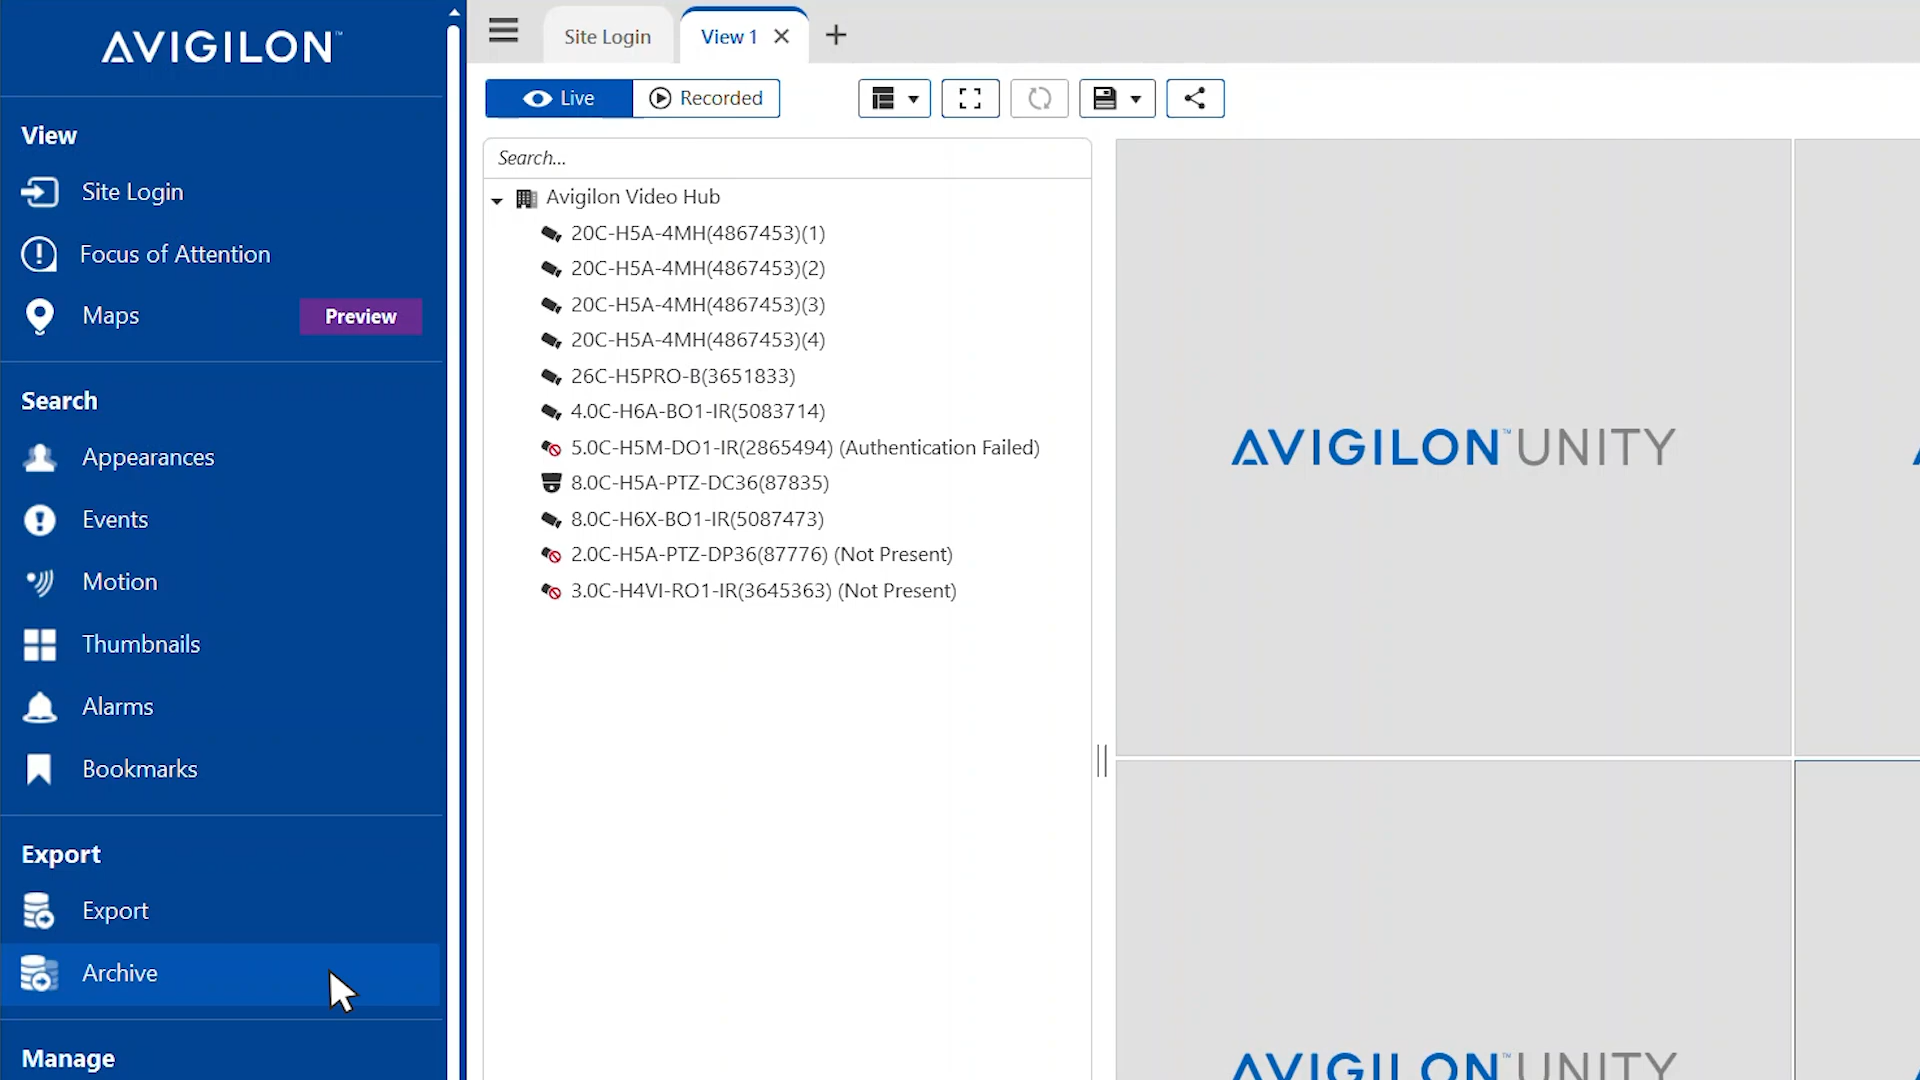 AVIGILON™
View
Site Login
Focus of Attention
Maps
Preview
Search
Appearances
Events
Motion
Thumbnails
Alarms
Bookmarks
Export
Export
Archive
Manage
Site Login
View 1
Live
Recorded
Search...
Avigilon Video Hub
20C-H5A-4MH(4867453)(1)
20C-H5A-4MH(4867453)(2)
20C-H5A-4MH(4867453)(3)
20C-H5A-4MH(4867453)(4)
26C-H5PRO-B(3651833)
4.0C-H6A-BO1-IR(5083714)
5.0C-H5M-DO1-IR(2865494) (Authentication Failed)
8.0C-H5A-PTZ-DC36(87835)
8.0C-H6X-BO1-IR(5087473)
2.0C-H5A-PTZ-DP36(87776) (Not Present)
3.0C-H4VI-RO1-IR(3645363) (Not Present)
AVIGILON™ UNITY
AVIGILON™ UNITY